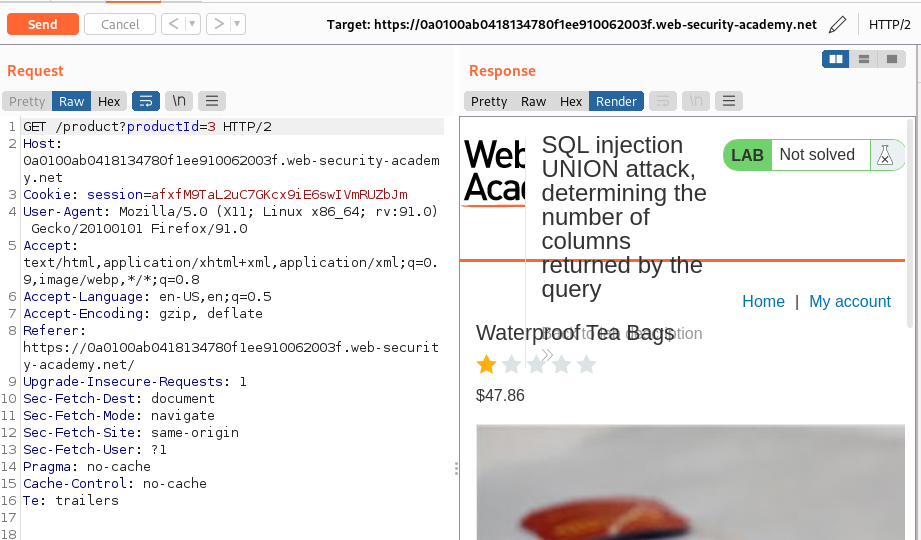 Send
Cancel
Target: https://0a0100ab0418134780f1ee910062003f.web-security-academy.net
HTTP/2
Request
Pretty Raw Hex \n
1 GET /product?productId=3 HTTP/2
2 Host:
0a0100ab0418134780f1ee910062003f.web-security-academ
y.net
3 Cookie: session=afxfM9TaL2uC7GKcx9iE6swIVmRUZbJm
4 User-Agent: Mozilla/5.0 (X11; Linux x86_64; rv:91.0)
Gecko/20100101 Firefox/91.0
5 Accept:
text/html,application/xhtml+xml,application/xml;q=0.
9,image/webp,*/*;q=0.8
6 Accept-Language: en-US,en;q=0.5
7 Accept-Encoding: gzip, deflate
8 Referer:
https://0a0100ab0418134780f1ee910062003f.web-securit
y-academy.net/
9 Upgrade-Insecure-Requests: 1
10 Sec-Fetch-Dest: document
11 Sec-Fetch-Mode: navigate
12 Sec-Fetch-Site: same-origin
13 Sec-Fetch-User: ?1
14 Pragma: no-cache
15 Cache-Control: no-cache
16 Te: trailers
17
18
Response
Pretty Raw Hex Render \n
Web
Aca
SQL injection
UNION attack,
determining the
number of
columns
returned by the
query
LAB Not solved
Home | My account
Back to lab description
Waterproof Tea Bags
$47.86